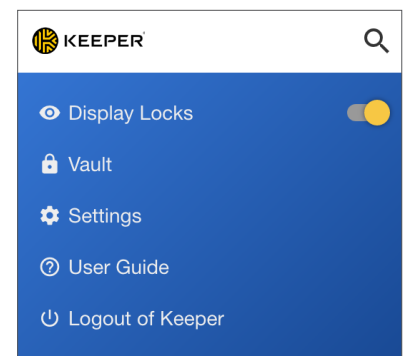 KEEPER
Display Locks
Vault
Settings
User Guide
Logout of Keeper